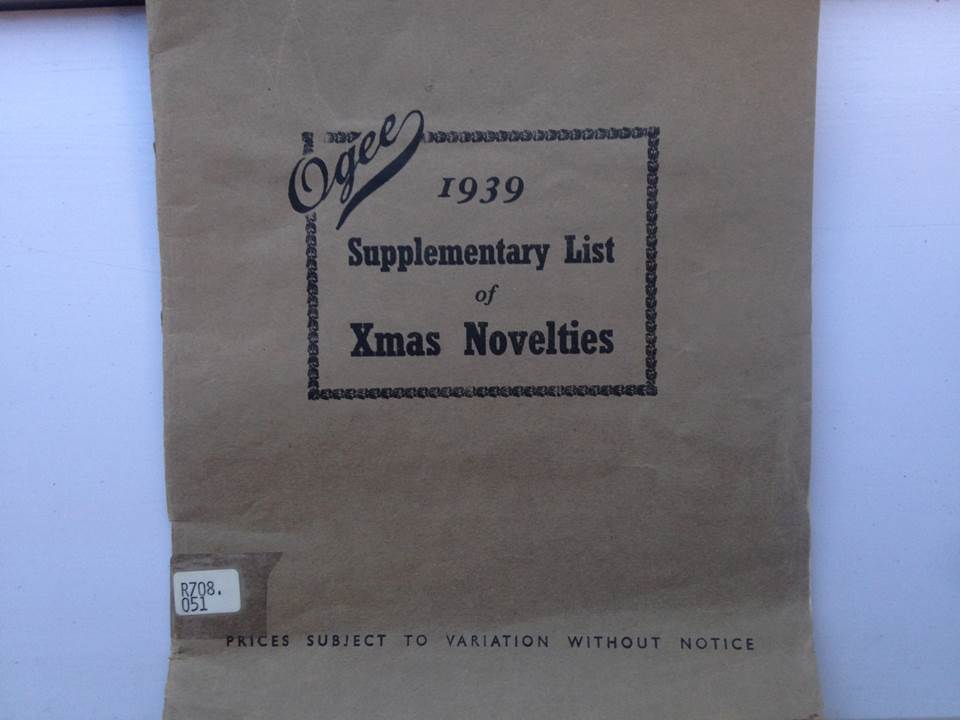 Ogee
1939
Supplementary List
of
Xmas Novelties
R708.
051
PRICES SUBJECT TO VARIATION WITHOUT NOTICE